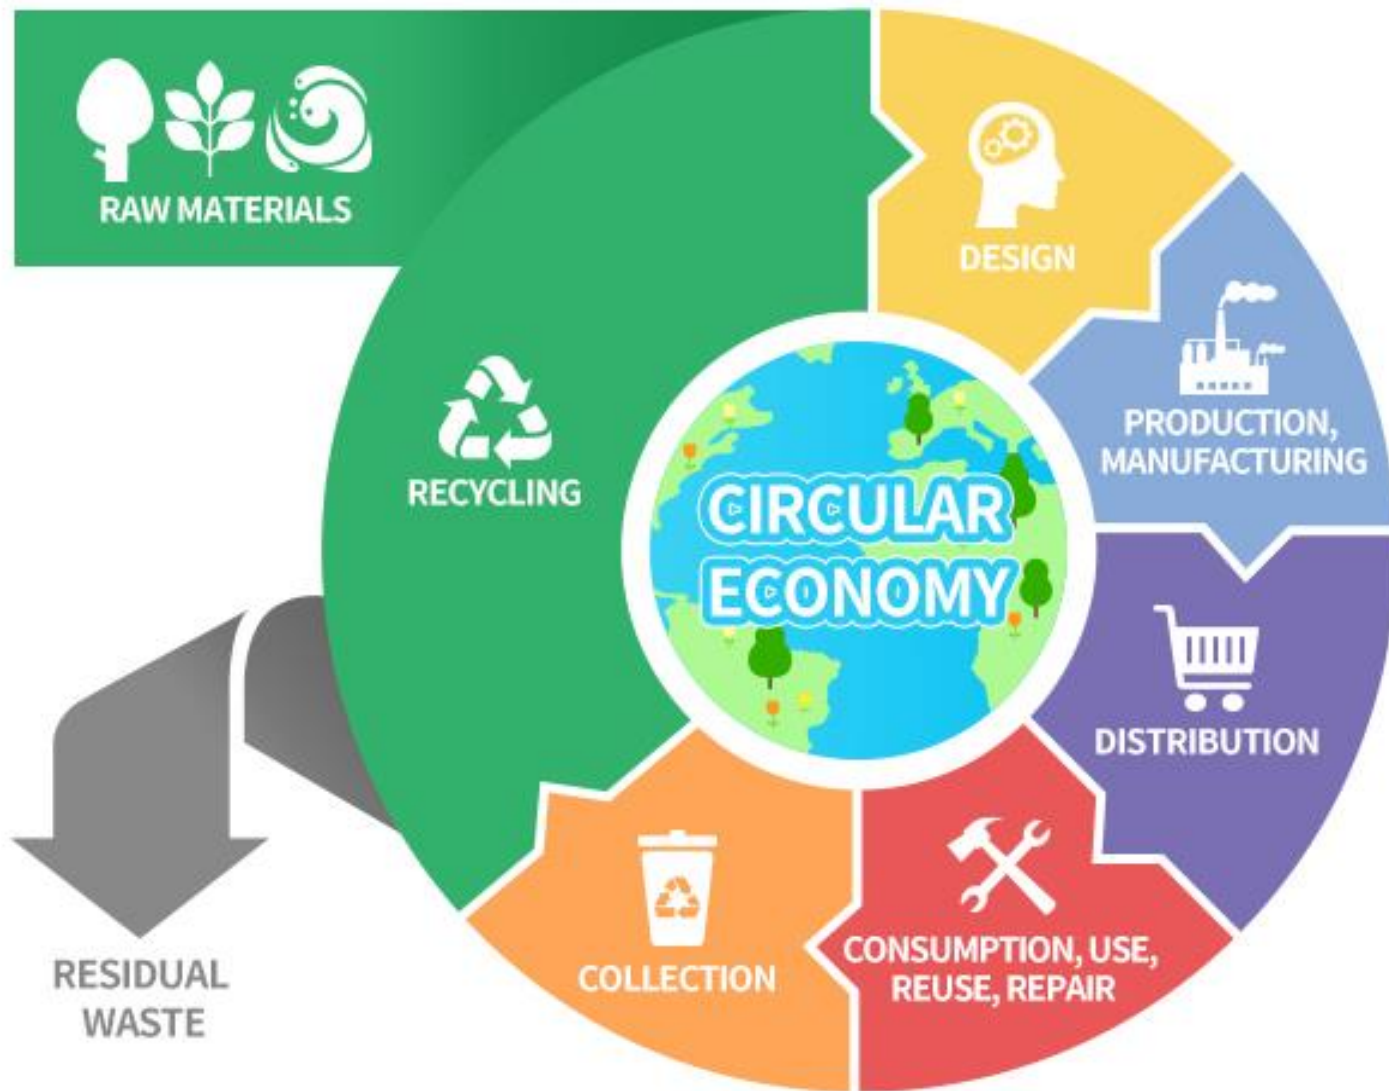 RAW MATERIALS
DESIGN
PRODUCTION,
MANUFACTURING
RECYCLING
CIRCULAR
ECONOMY
DISTRIBUTION
CONSUMPTION, USE,
REUSE, REPAIR
COLLECTION
RESIDUAL
WASTE